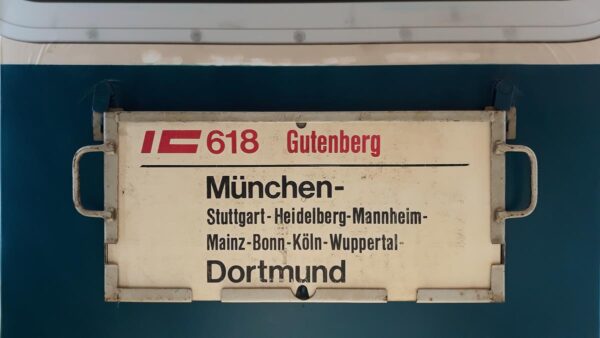 IC 618 Gutenberg
München-
Stuttgart-Heidelberg-Mannheim-
Mainz-Bonn-Köln-Wuppertal-
Dortmund